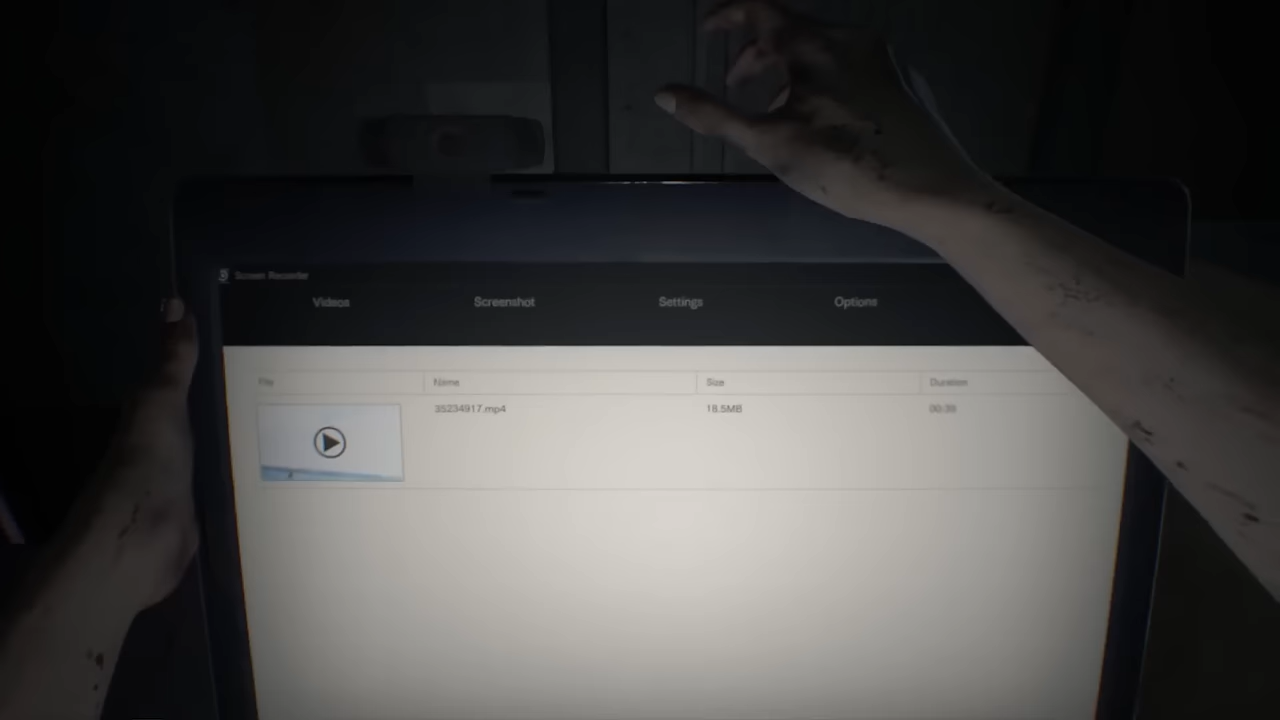 Screen Recorder
Videos Screenshot Settings Options
File Name Size Duration
35234917.mp4 18.5MB 00:39